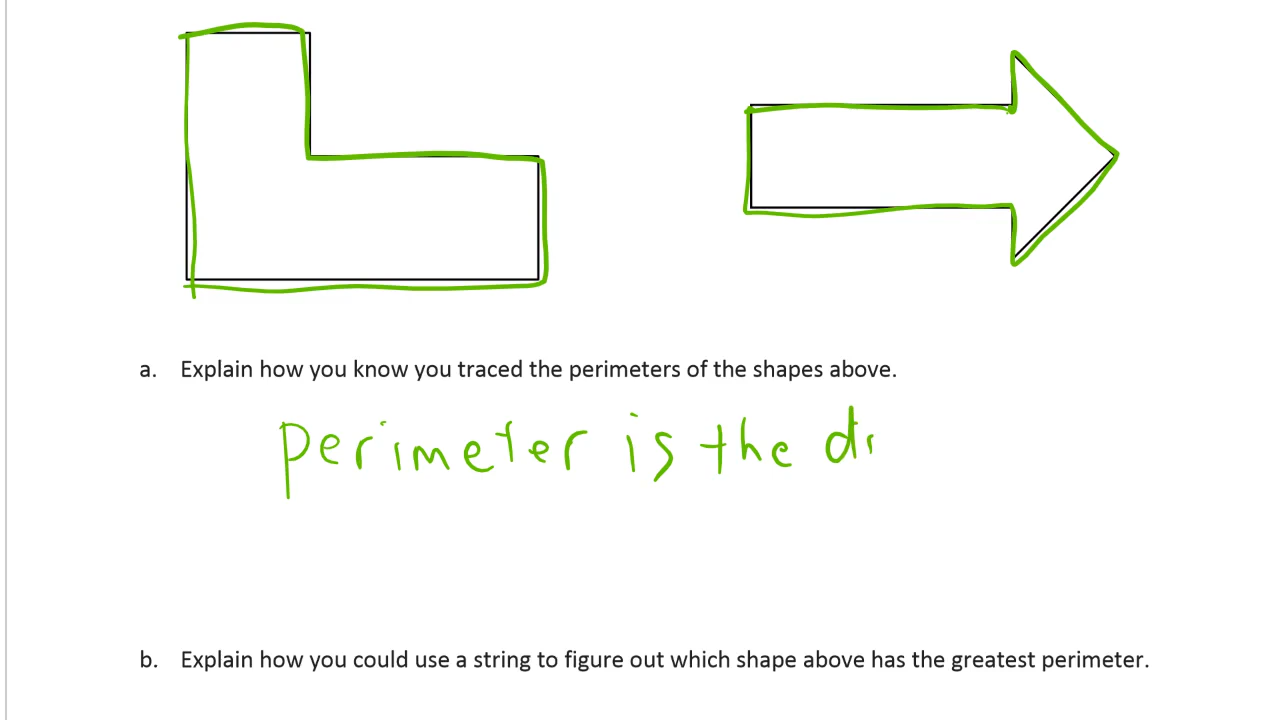 a. Explain how you know you traced the perimeters of the shapes above.
perimeter is the di
b. Explain how you could use a string to figure out which shape above has the greatest perimeter.